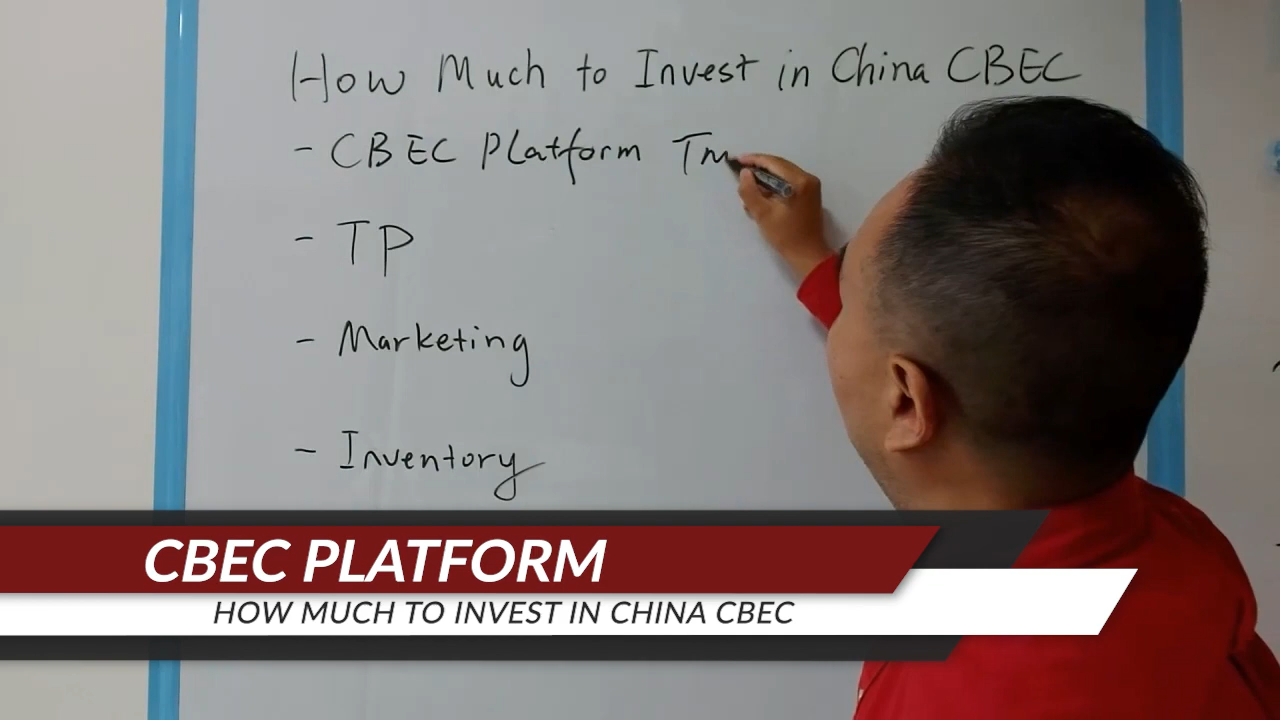 How Much to Invest in China CBEC
- CBEC Platform Tm
- TP
- Marketing
- Inventory
CBEC PLATFORM
HOW MUCH TO INVEST IN CHINA CBEC